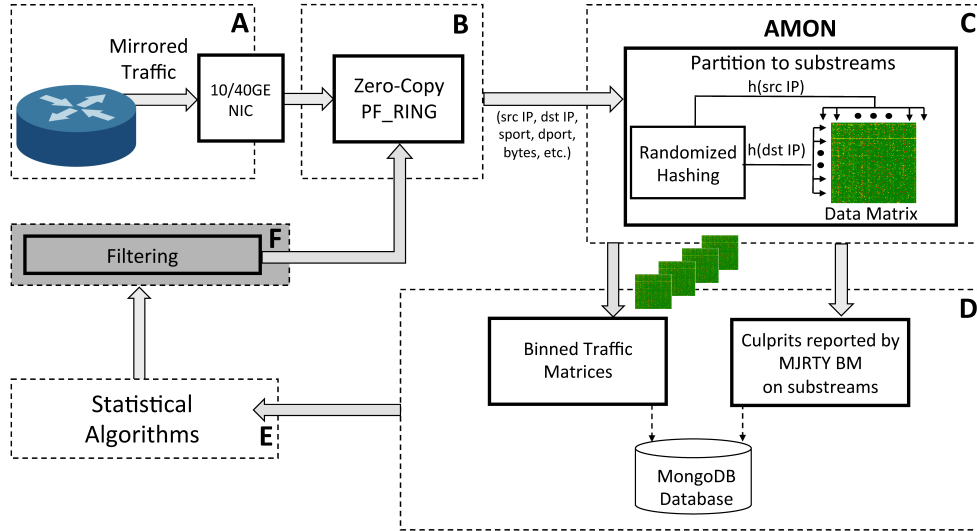 A
Mirrored
Traffic
10/40GE
NIC
B
Zero-Copy
PF_RING
(src IP, dst IP,
sport, dport,
bytes, etc.)
AMON
C
Partition to substreams
h(src IP)
h(dst IP)
Randomized
Hashing
Data Matrix
F
Filtering
D
Binned Traffic
Matrices
Culprits reported by
MJRTY BM
on substreams
MongoDB
Database
Statistical
Algorithms
E